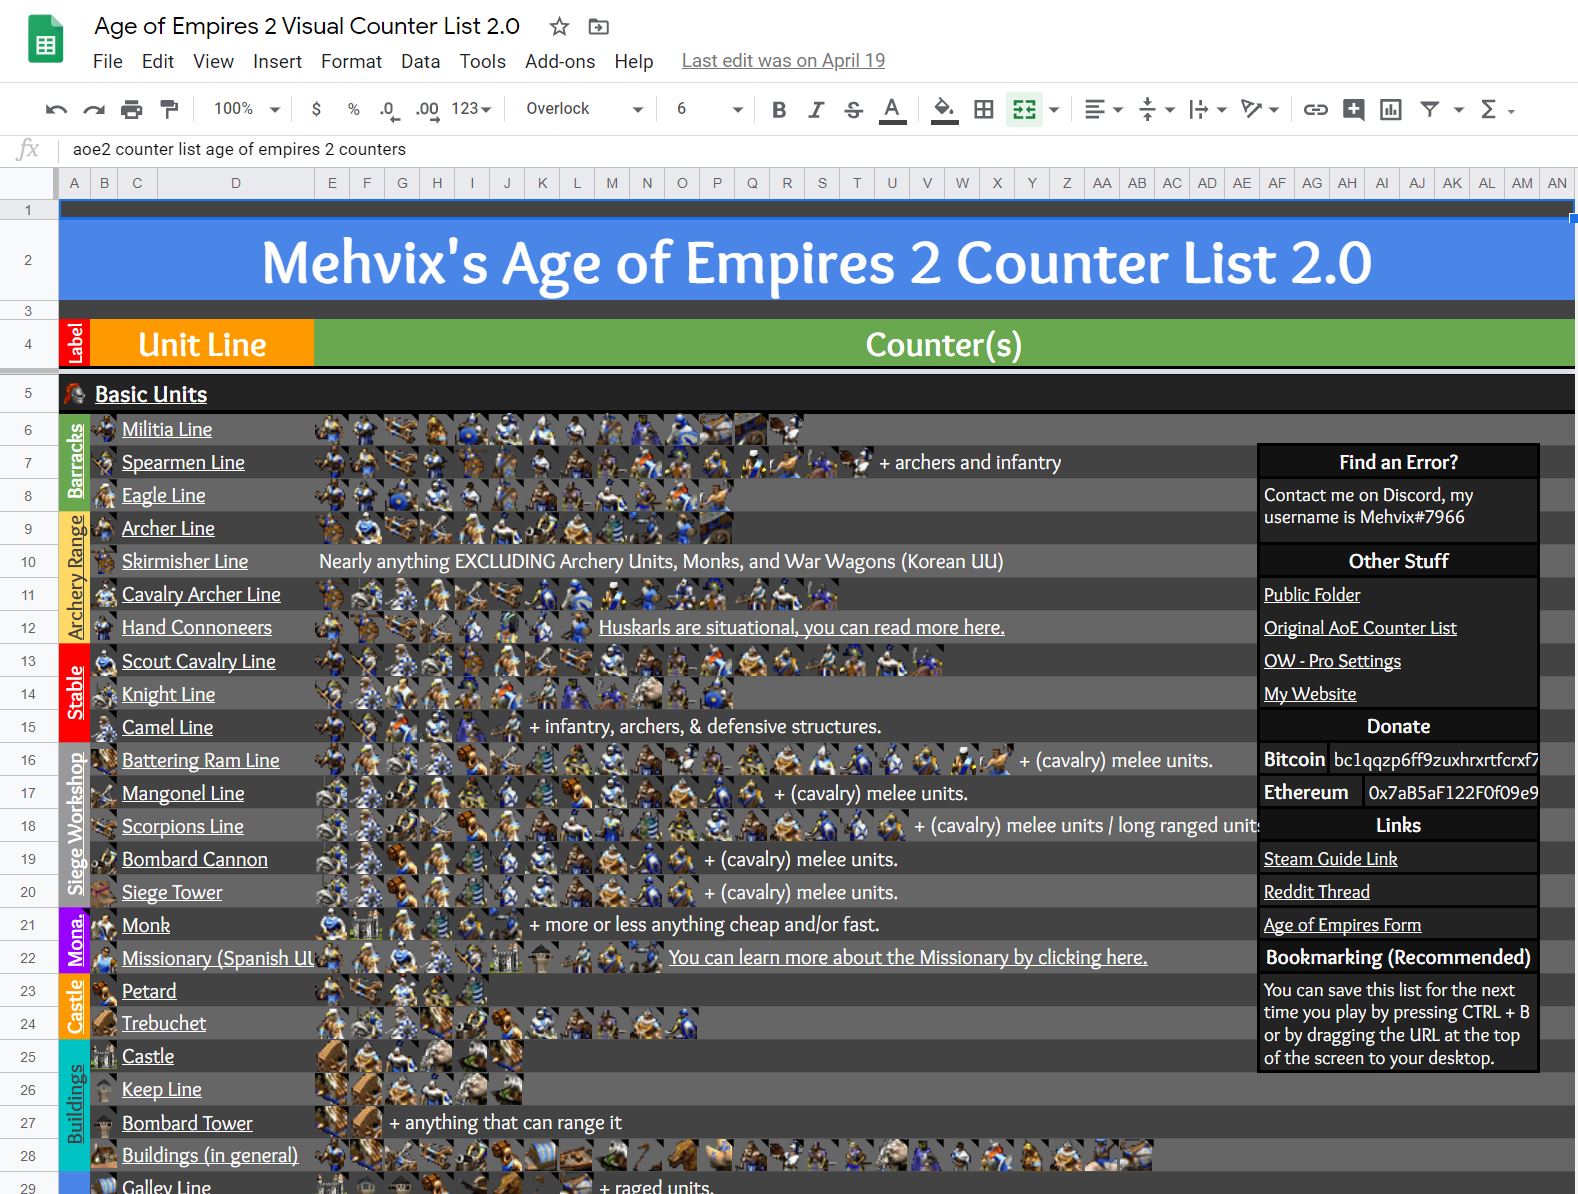 Age of Empires 2 Visual Counter List 2.0
File Edit View Insert Format Data Tools Add-ons Help Last edit was on April 19
100% $ % .0 .00 123 Overlock 6 B I S A
fx aoe2 counter list age of empires 2 counters
A B C D E F G H I J K L M N O P Q R S T U V W X Y Z AA AB AC AD AE AF AG AH AI AJ AK AL AM AN
1
2 Mehvix's Age of Empires 2 Counter List 2.0
3
4 Label Unit Line Counter(s)
5 Basic Units
Barracks
6 Militia Line
7 Spearmen Line + archers and infantry
8 Eagle Line
Archery Range
9 Archer Line
10 Skirmisher Line Nearly anything EXCLUDING Archery Units, Monks, and War Wagons (Korean UU)
11 Cavalry Archer Line
12 Hand Connoneers Huskarls are situational, you can read more here.
Stable
13 Scout Cavalry Line
14 Knight Line
15 Camel Line + infantry, archers, & defensive structures.
Siege Workshop
16 Battering Ram Line + (cavalry) melee units.
17 Mangonel Line + (cavalry) melee units.
18 Scorpions Line + (cavalry) melee units / long ranged units
19 Bombard Cannon + (cavalry) melee units.
20 Siege Tower + (cavalry) melee units.
Mona.
21 Monk + more or less anything cheap and/or fast.
22 Missionary (Spanish UU You can learn more about the Missionary by clicking here.
Castle
23 Petard
24 Trebuchet
Buildings
25 Castle
26 Keep Line
27 Bombard Tower + anything that can range it
28 Buildings (in general)
29 Galley Line + raged units.
Find an Error?
Contact me on Discord, my
username is Mehvix#7966
Other Stuff
Public Folder
Original AoE Counter List
OW - Pro Settings
My Website
Donate
Bitcoin bc1qqzp6ff9zuxhrxrtfcrxf7
Ethereum 0x7aB5aF122F0f09e9
Links
Steam Guide Link
Reddit Thread
Age of Empires Form
Bookmarking (Recommended)
You can save this list for the next
time you play by pressing CTRL + B
or by dragging the URL at the top
of the screen to your desktop.